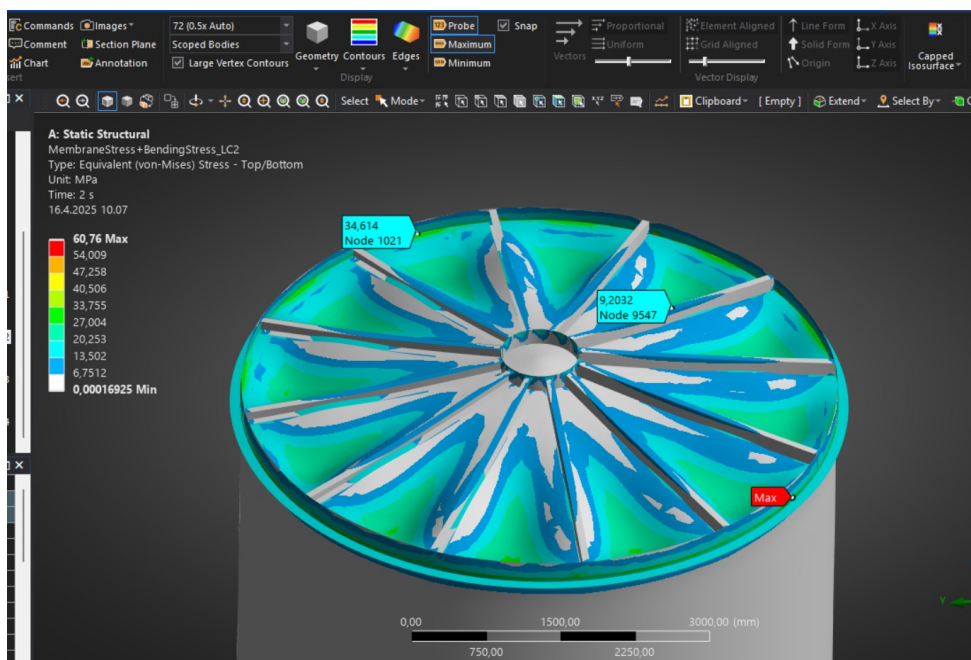 Commands
Images
Comment
Section Plane
Chart
Annotation
sert
72 (0.5x Auto)
Scoped Bodies
Large Vertex Contours
Geometry
Contours
Edges
Display
Probe
Maximum
Minimum
Snap
Vectors
Proportional
Uniform
Element Aligned
Grid Aligned
Line Form
Solid Form
Origin
X Axis
Y Axis
Z Axis
Vector Display
Capped
Isosurface
Select
Mode
Clipboard
[ Empty ]
Extend
Select By
A: Static Structural
MembraneStress+BendingStress_LC2
Type: Equivalent (von-Mises) Stress - Top/Bottom
Unit: MPa
Time: 2 s
16.4.2025 10.07
60,76 Max
54,009
47,258
40,506
33,755
27,004
20,253
13,502
6,7512
0,00016925 Min
34,614
Node 1021
9,2032
Node 9547
Max
Y
0,00
1500,00
3000,00 (mm)
750,00
2250,00